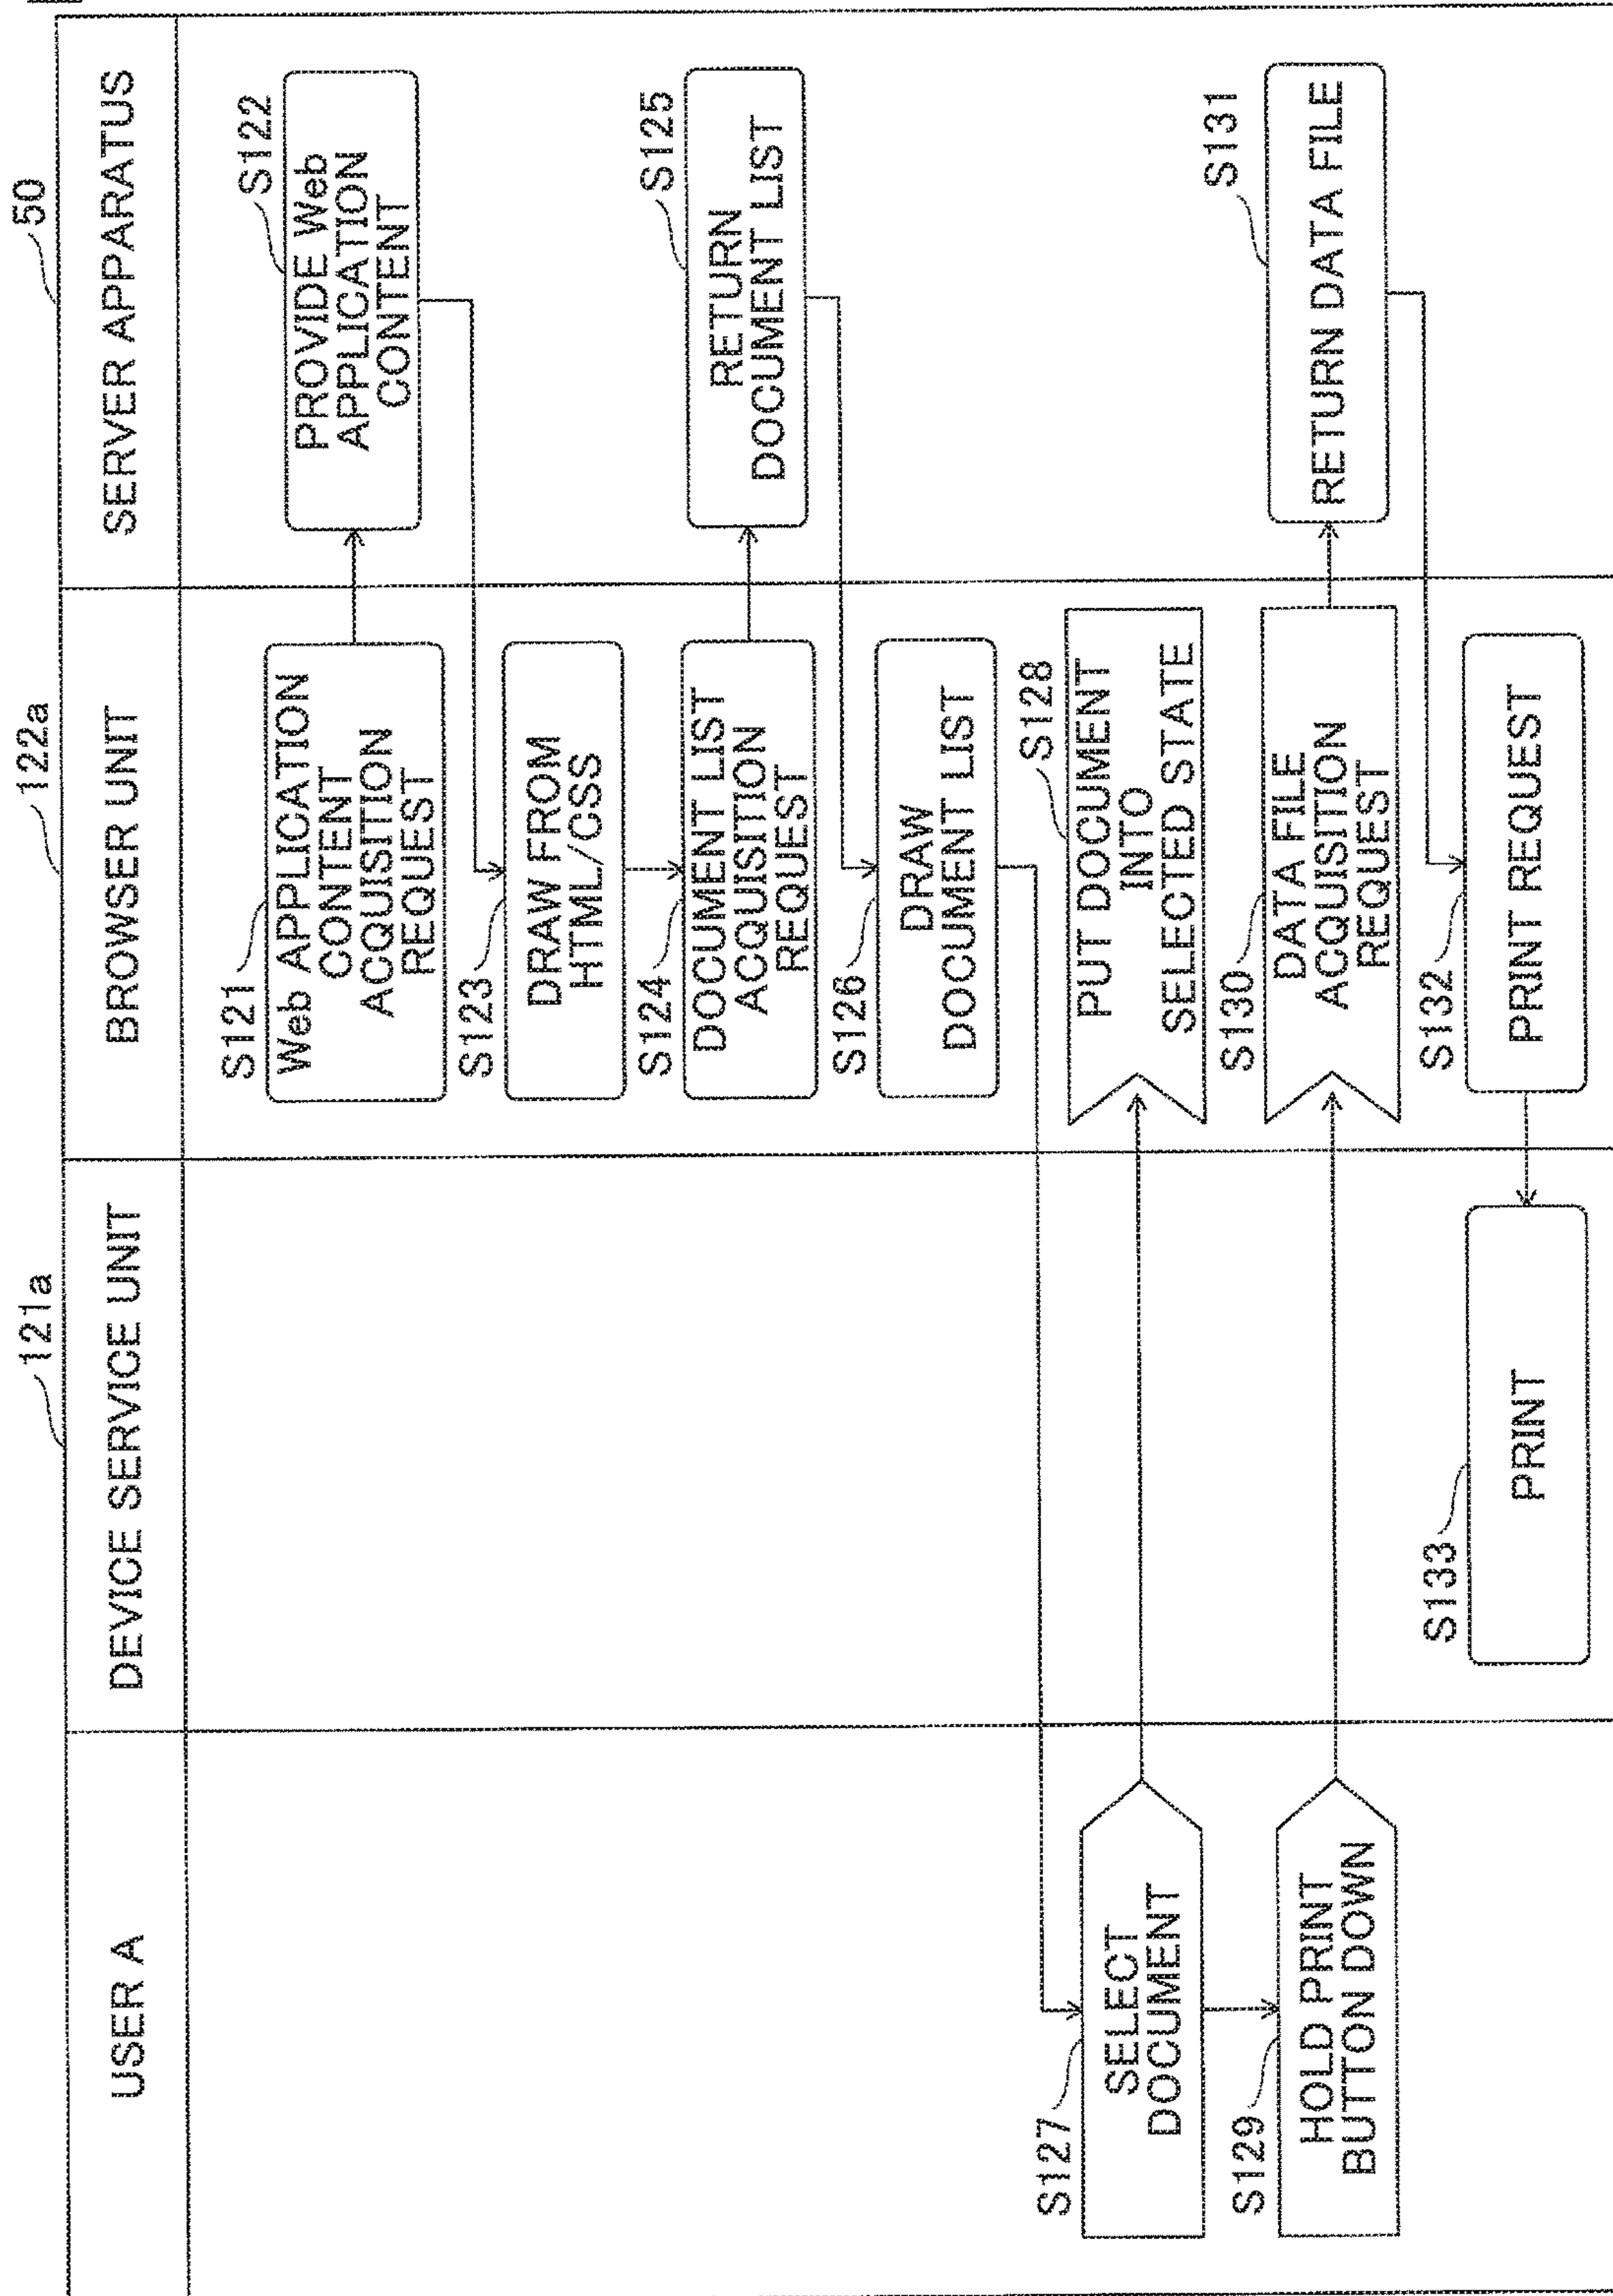 121a
122a
50
USER A
DEVICE SERVICE UNIT
BROWSER UNIT
SERVER APPARATUS
S121
Web APPLICATION
CONTENT
ACQUISITION
REQUEST
S122
PROVIDE Web
APPLICATION
CONTENT
S123
DRAW FROM
HTML/CSS
S124
DOCUMENT LIST
ACQUISITION
REQUEST
S125
RETURN
DOCUMENT LIST
S126
DRAW
DOCUMENT LIST
S127
SELECT
DOCUMENT
S128
PUT DOCUMENT
INTO
SELECTED STATE
S129
HOLD PRINT
BUTTON DOWN
S130
DATA FILE
ACQUISITION
REQUEST
S131
RETURN DATA FILE
S132
PRINT REQUEST
S133
PRINT